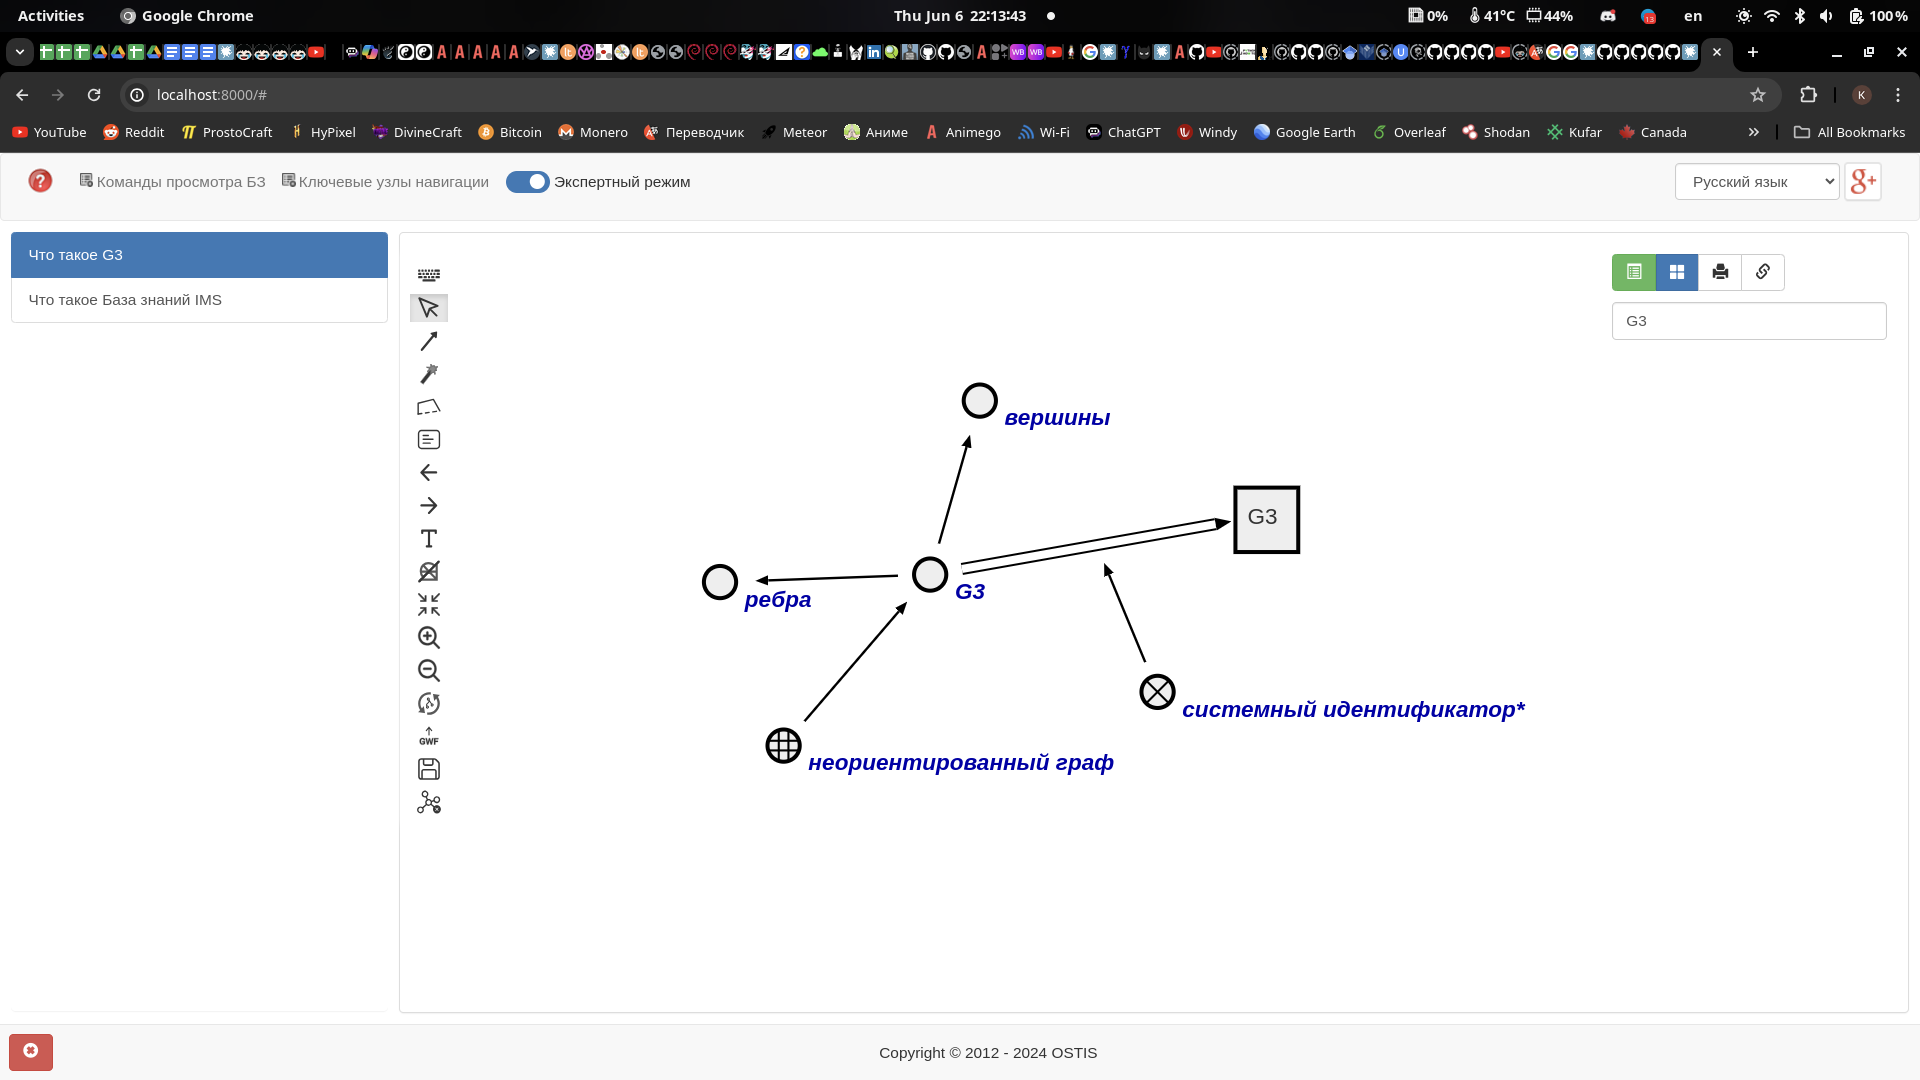 Activities Google Chrome Thu Jun 6 22:13:43 0% 41°C 44% 13 en 100%
localhost:8000/# K
YouTube Reddit ProstoCraft HyPixel DivineCraft Bitcoin Monero Переводчик Meteor Аниме Animego Wi-Fi ChatGPT Windy Google Earth Overleaf Shodan Kufar Canada » All Bookmarks
Команды просмотра БЗ Ключевые узлы навигации Экспертный режим Русский язык g+
Что такое G3
Что такое База знаний IMS
G3
вершины
G3
G3
ребра
системный идентификатор*
неориентированный граф
GWF
Copyright © 2012 - 2024 OSTIS